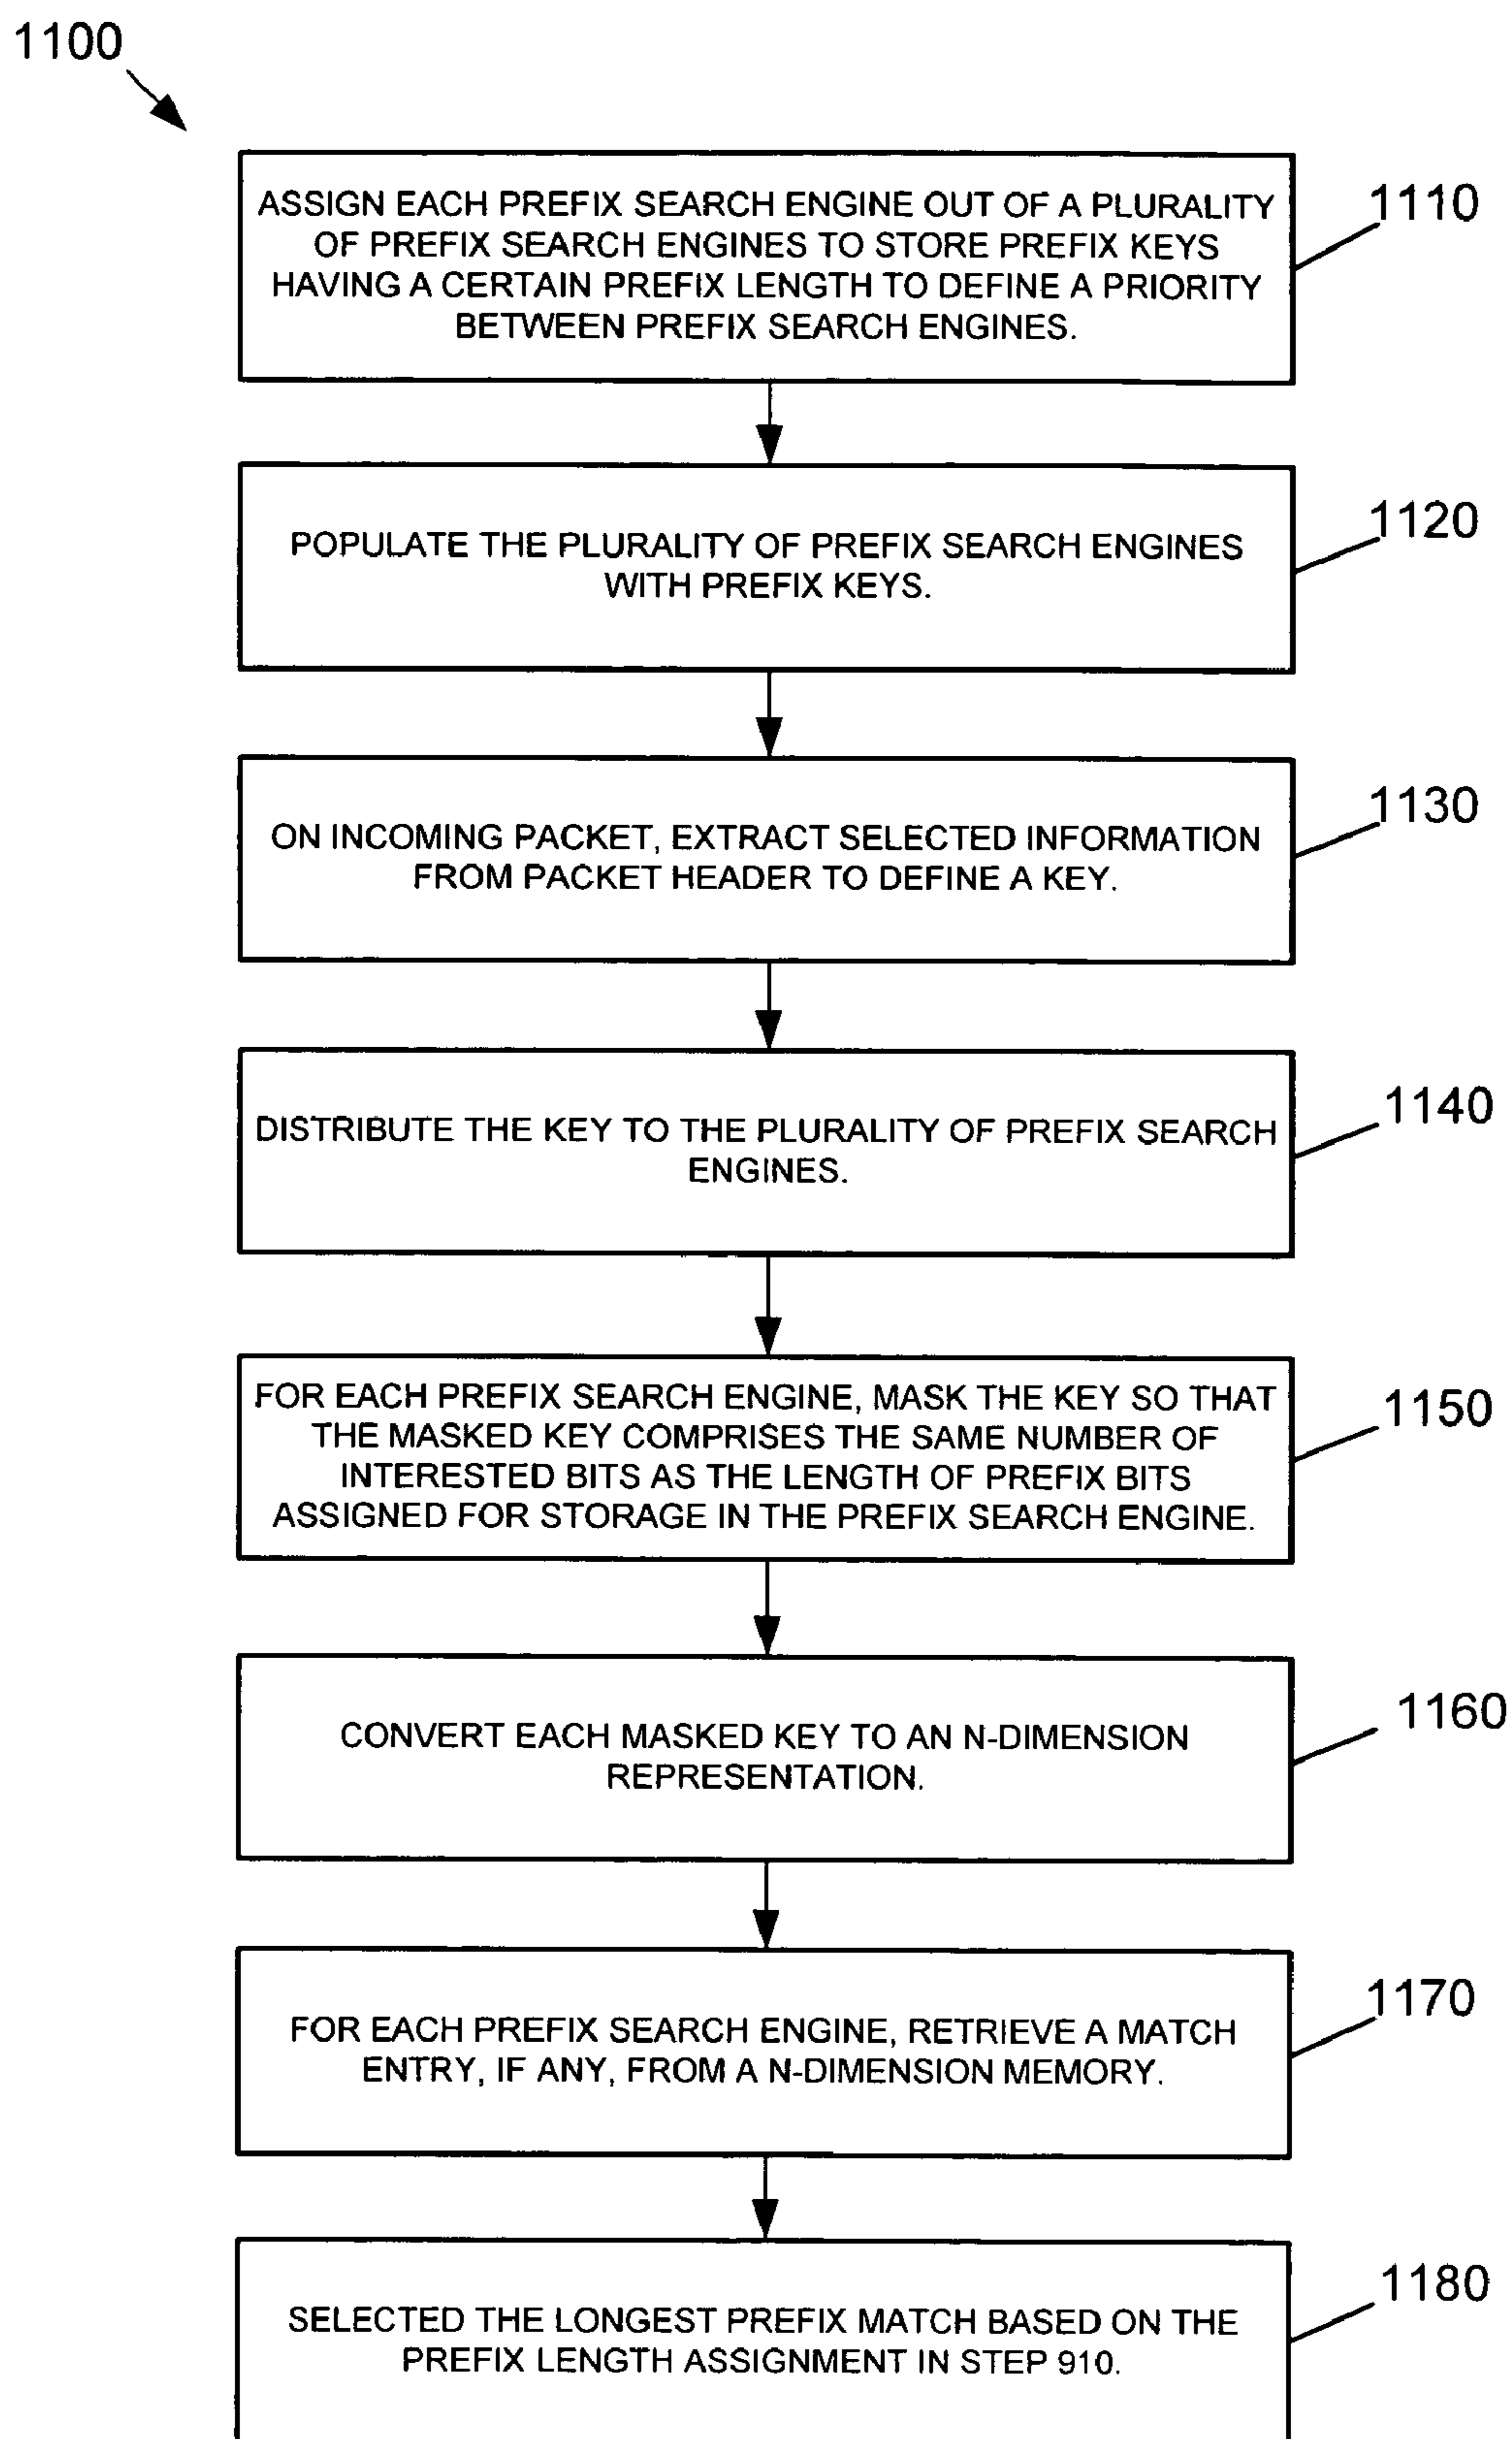 1100
ASSIGN EACH PREFIX SEARCH ENGINE OUT OF A PLURALITY
OF PREFIX SEARCH ENGINES TO STORE PREFIX KEYS
HAVING A CERTAIN PREFIX LENGTH TO DEFINE A PRIORITY
BETWEEN PREFIX SEARCH ENGINES.
1110
POPULATE THE PLURALITY OF PREFIX SEARCH ENGINES
WITH PREFIX KEYS.
1120
ON INCOMING PACKET, EXTRACT SELECTED INFORMATION
FROM PACKET HEADER TO DEFINE A KEY.
1130
DISTRIBUTE THE KEY TO THE PLURALITY OF PREFIX SEARCH
ENGINES.
1140
FOR EACH PREFIX SEARCH ENGINE, MASK THE KEY SO THAT
THE MASKED KEY COMPRISES THE SAME NUMBER OF
INTERESTED BITS AS THE LENGTH OF PREFIX BITS
ASSIGNED FOR STORAGE IN THE PREFIX SEARCH ENGINE.
1150
CONVERT EACH MASKED KEY TO AN N-DIMENSION
REPRESENTATION.
1160
FOR EACH PREFIX SEARCH ENGINE, RETRIEVE A MATCH
ENTRY, IF ANY, FROM A N-DIMENSION MEMORY.
1170
SELECTED THE LONGEST PREFIX MATCH BASED ON THE
PREFIX LENGTH ASSIGNMENT IN STEP 910.
1180